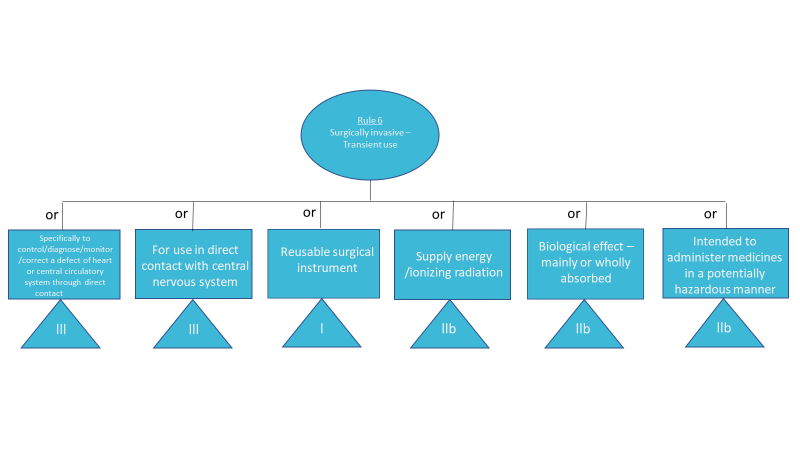 Rule 6
Surgically invasive –
Transient use
or
or
or
or
or
or
Specifically to
control/diagnose/monitor
/correct a defect of heart
or central circulatory
system through direct
contact
For use in direct
contact with central
nervous system
Reusable surgical
instrument
Supply energy
/ionizing radiation
Biological effect –
mainly or wholly
absorbed
Intended to
administer medicines
in a potentially
hazardous manner
III
III
I
IIb
IIb
IIb